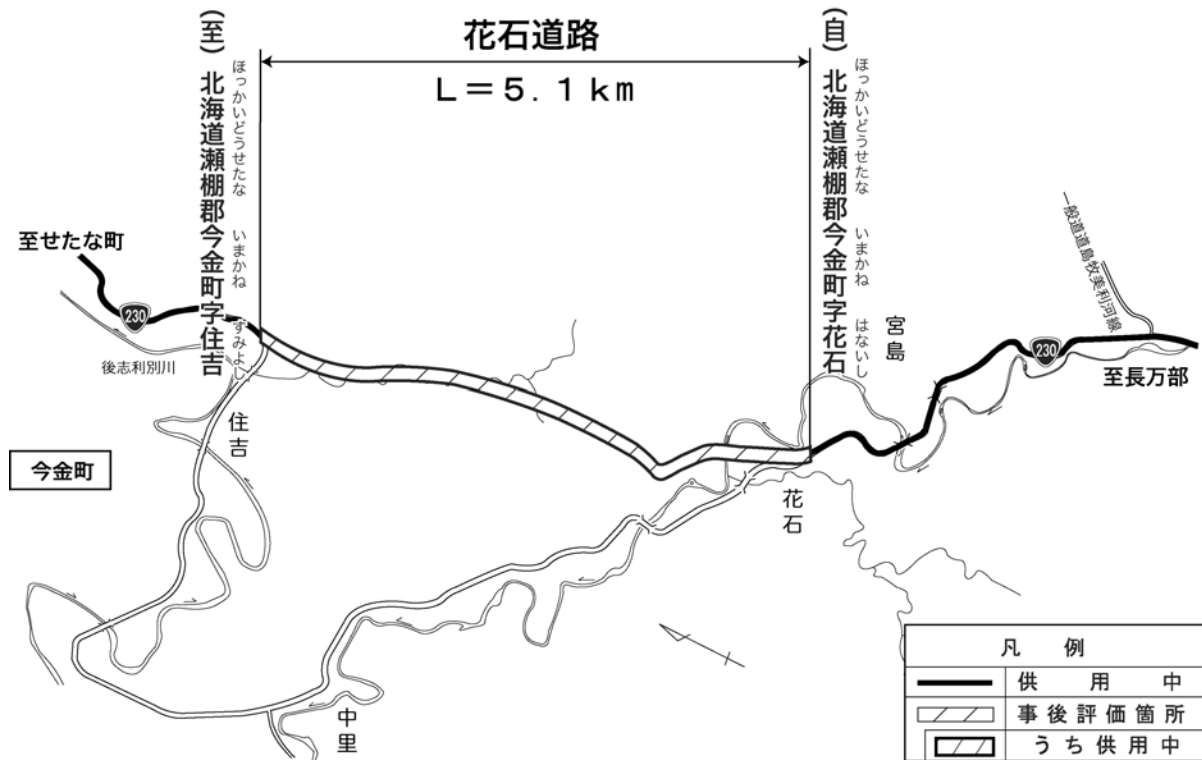 花石道路
L=5.1km
(至)北海道瀬棚郡今金町字住吉
ほっかいどうせたな いまかね すみよし
(自)北海道瀬棚郡今金町字花石
ほっかいどうせたな いまかね はないし
至せたな町
230
後志利別川
住吉
今金町
宮島
一般道道島牧美利河線
230
至長万部
花石
中里
凡例
供用中
事後評価箇所
うち供用中